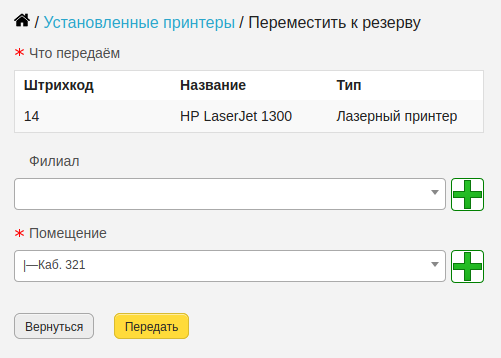 / Установленные принтеры / Переместить к резерву
* Что передаём
Штрихкод Название Тип
14 HP LaserJet 1300 Лазерный принтер
Филиал
* Помещение
|—Каб. 321
Вернуться Передать